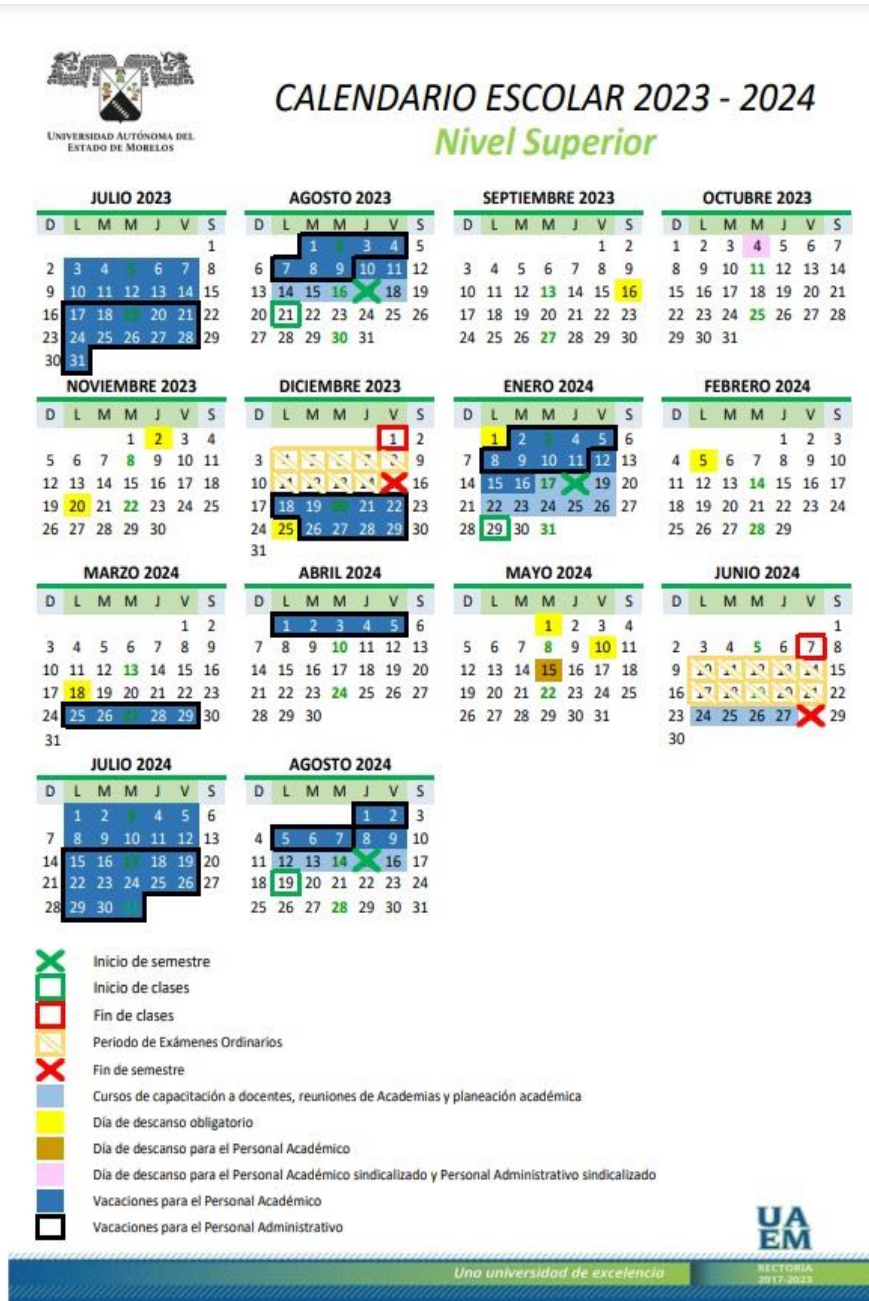 UNIVERSIDAD AUTÓNOMA DEL
ESTADO DE MORELOS
CALENDARIO ESCOLAR 2023 - 2024
Nivel Superior
JULIO 2023
D L M M J V S
1
2 3 4 5 6 7 8
9 10 11 12 13 14 15
16 17 18 19 20 21 22
23 24 25 26 27 28 29
30 31
AGOSTO 2023
D L M M J V S
1 2 3 4 5
6 7 8 9 10 11 12
13 14 15 16 18 19
20 21 22 23 24 25 26
27 28 29 30 31
SEPTIEMBRE 2023
D L M M J V S
1 2
3 4 5 6 7 8 9
10 11 12 13 14 15 16
17 18 19 20 21 22 23
24 25 26 27 28 29 30
OCTUBRE 2023
D L M M J V S
1 2 3 4 5 6 7
8 9 10 11 12 13 14
15 16 17 18 19 20 21
22 23 24 25 26 27 28
29 30 31
NOVIEMBRE 2023
D L M M J V S
1 2 3 4
5 6 7 8 9 10 11
12 13 14 15 16 17 18
19 20 21 22 23 24 25
26 27 28 29 30
DICIEMBRE 2023
D L M M J V S
1 2
3 4 5 6 7 8 9
10 11 12 13 14 16
17 18 19 20 21 22 23
24 25 26 27 28 29 30
31
ENERO 2024
D L M M J V S
1 2 3 4 5 6
7 8 9 10 11 12 13
14 15 16 17 19 20
21 22 23 24 25 26 27
28 29 30 31
FEBRERO 2024
D L M M J V S
1 2 3
4 5 6 7 8 9 10
11 12 13 14 15 16 17
18 19 20 21 22 23 24
25 26 27 28 29
MARZO 2024
D L M M J V S
1 2
3 4 5 6 7 8 9
10 11 12 13 14 15 16
17 18 19 20 21 22 23
24 25 26 27 28 29 30
31
ABRIL 2024
D L M M J V S
1 2 3 4 5 6
7 8 9 10 11 12 13
14 15 16 17 18 19 20
21 22 23 24 25 26 27
28 29 30
MAYO 2024
D L M M J V S
1 2 3 4
5 6 7 8 9 10 11
12 13 14 15 16 17 18
19 20 21 22 23 24 25
26 27 28 29 30 31
JUNIO 2024
D L M M J V S
1
2 3 4 5 6 7 8
9 10 11 12 13 14 15
16 17 18 19 20 21 22
23 24 25 26 27 29
30
JULIO 2024
D L M M J V S
1 2 3 4 5 6
7 8 9 10 11 12 13
14 15 16 17 18 19 20
21 22 23 24 25 26 27
28 29 30 31
AGOSTO 2024
D L M M J V S
1 2 3
4 5 6 7 8 9 10
11 12 13 14 16 17
18 19 20 21 22 23 24
25 26 27 28 29 30 31
Inicio de semestre
Inicio de clases
Fin de clases
Periodo de Exámenes Ordinarios
Fin de semestre
Cursos de capacitación a docentes, reuniones de Academias y planeación académica
Día de descanso obligatorio
Día de descanso para el Personal Académico
Día de descanso para el Personal Académico sindicalizado y Personal Administrativo sindicalizado
Vacaciones para el Personal Académico
Vacaciones para el Personal Administrativo
UA
EM
Una universidad de excelencia
RECTORÍA
2017-2023